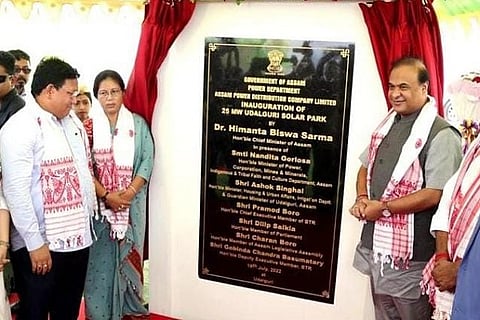 GOVERNMENT OF ASSAM
POWER DEPARTMENT
ASSAM POWER DISTRIBUTION COMPANY LIMITED
INAUGURATION OF
25 MW UDALGURI SOLAR PARK
BY
Dr. Himanta Biswa Sarma
Hon'ble Chief Minister of Assam
in presence of
Smti Nandita Gorlosa
Hon'ble Minister of Power,
Corporation, Mines & Minerals,
Indigenous & Tribal Faith and Culture Department, Assam
Shri Ashok Singhal
Hon'ble Minister Housing & Urban Affairs, Irrigation Deptt.
& Guardian Minister of Udalguri, Assam
Shri Pramod Boro
Hon'ble Chief Executive Member of BTR
Shri Dilip Saikia
Hon'ble Member of Parliament
Shri Charan Boro
Hon'ble Member of Assam Legislative Assembly
Shri Gobinda Chandra Basumatary
Hon'ble Deputy Executive Member, BTR
19th July, 2022
at
Udalguri